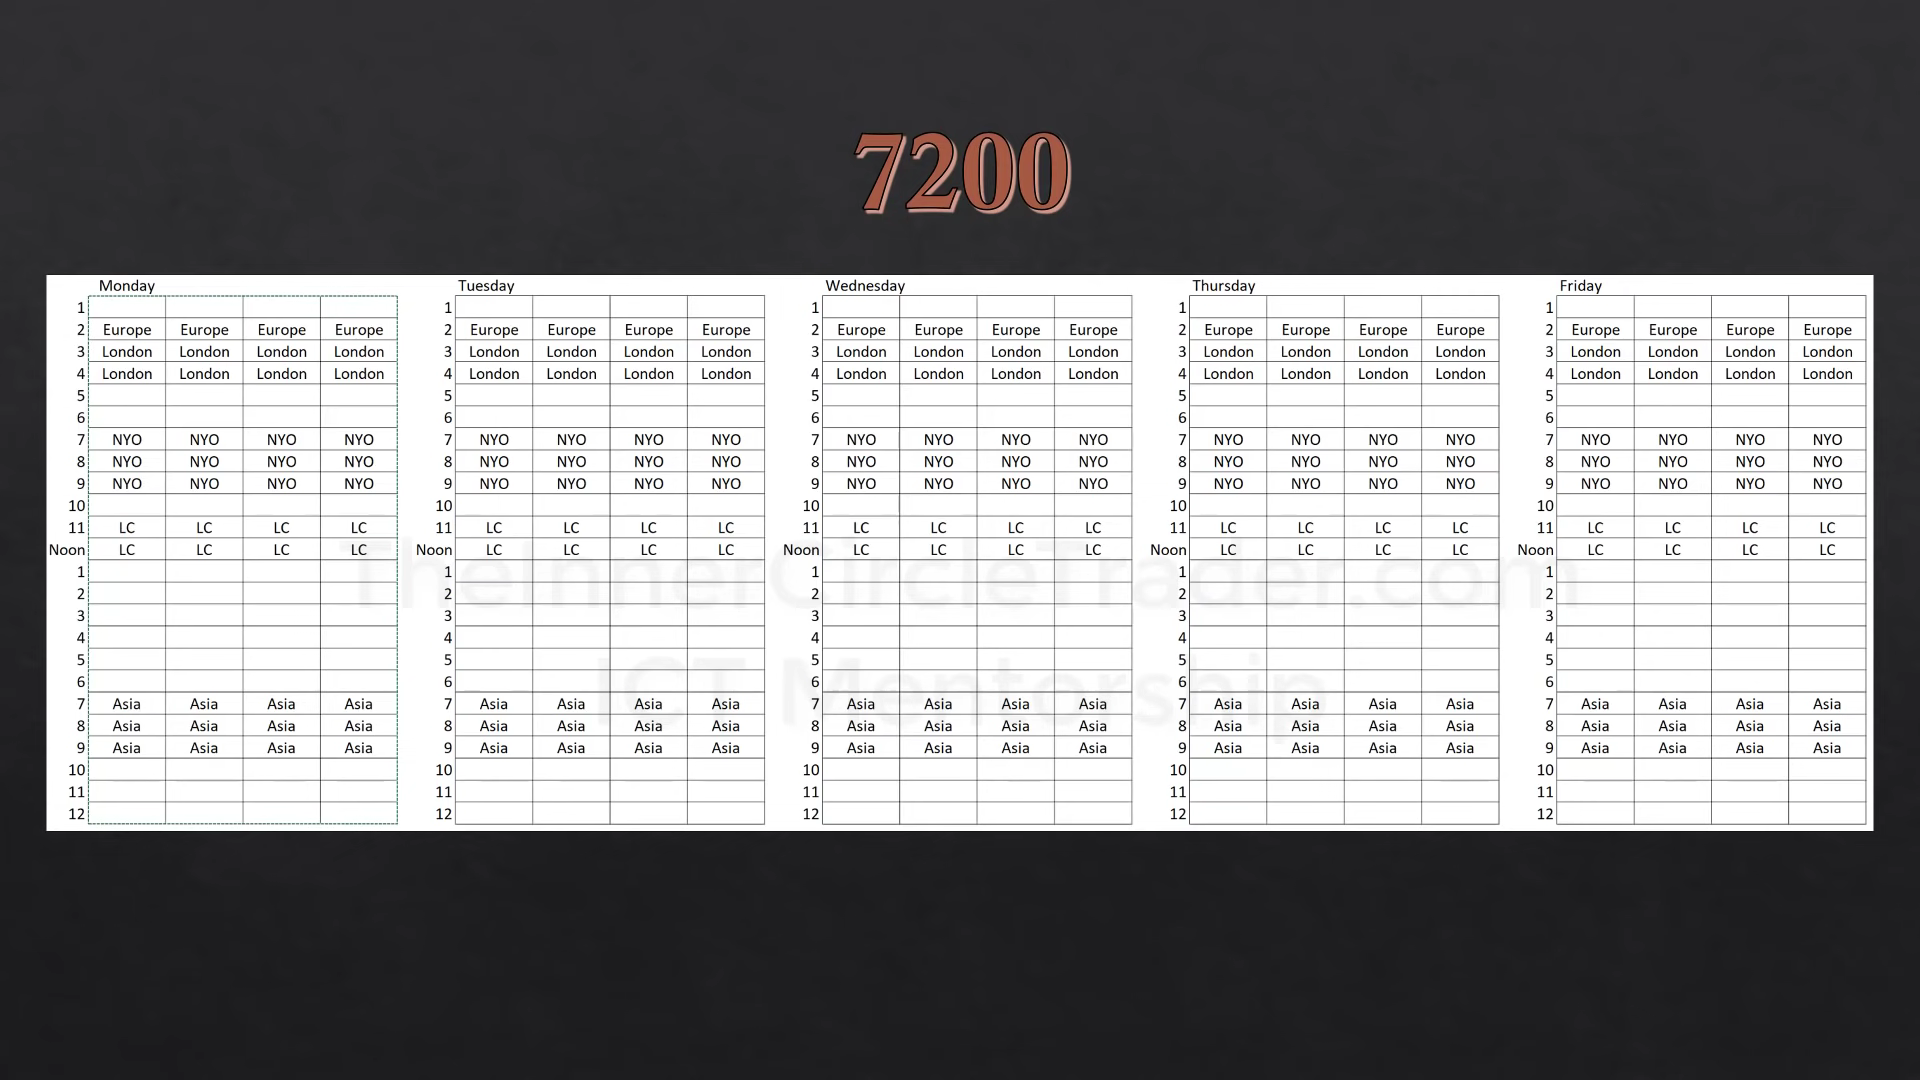 7200
Monday Tuesday Wednesday Thursday Friday
1 1 1 1 1
2 Europe Europe Europe Europe 2 Europe Europe Europe Europe 2 Europe Europe Europe Europe 2 Europe Europe Europe Europe 2 Europe Europe Europe Europe
3 London London London London 3 London London London London 3 London London London London 3 London London London London 3 London London London London
4 London London London London 4 London London London London 4 London London London London 4 London London London London 4 London London London London
5 5 5 5 5
6 6 6 6 6
7 NYO NYO NYO NYO 7 NYO NYO NYO NYO 7 NYO NYO NYO NYO 7 NYO NYO NYO NYO 7 NYO NYO NYO NYO
8 NYO NYO NYO NYO 8 NYO NYO NYO NYO 8 NYO NYO NYO NYO 8 NYO NYO NYO NYO 8 NYO NYO NYO NYO
9 NYO NYO NYO NYO 9 NYO NYO NYO NYO 9 NYO NYO NYO NYO 9 NYO NYO NYO NYO 9 NYO NYO NYO NYO
10 10 10 10 10
11 LC LC LC LC 11 LC LC LC LC 11 LC LC LC LC 11 LC LC LC LC 11 LC LC LC LC
Noon LC LC LC LC Noon LC LC LC LC Noon LC LC LC LC Noon LC LC LC LC Noon LC LC LC LC
1 1 1 1 1
TheInnerCircleTrader.com
2 2 2 2 2
3 3 3 3 3
4 4 4 4 4
5 5 5 5 5
6 6 6 6 6
ICT Mentorship
7 Asia Asia Asia Asia 7 Asia Asia Asia Asia 7 Asia Asia Asia Asia 7 Asia Asia Asia Asia 7 Asia Asia Asia Asia
8 Asia Asia Asia Asia 8 Asia Asia Asia Asia 8 Asia Asia Asia Asia 8 Asia Asia Asia Asia 8 Asia Asia Asia Asia
9 Asia Asia Asia Asia 9 Asia Asia Asia Asia 9 Asia Asia Asia Asia 9 Asia Asia Asia Asia 9 Asia Asia Asia Asia
10 10 10 10 10
11 11 11 11 11
12 12 12 12 12